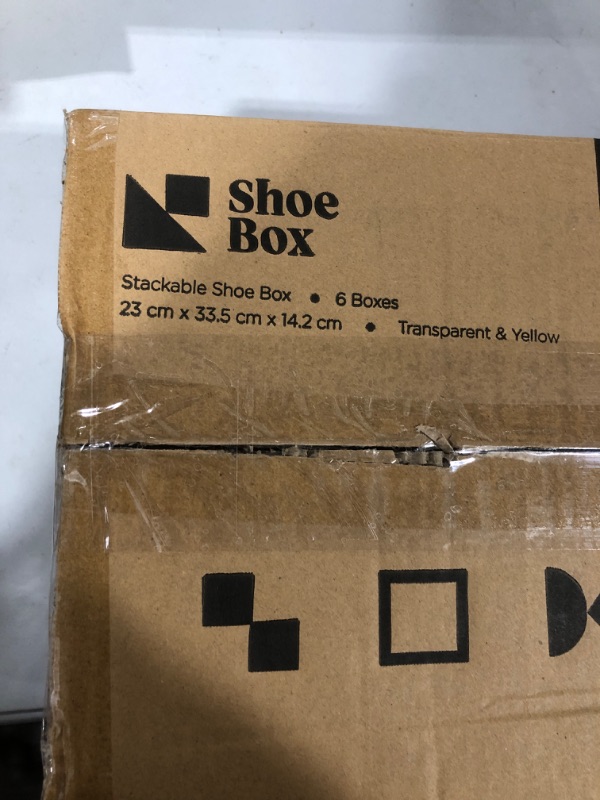 Shoe
Box
Stackable Shoe Box • 6 Boxes
23 cm x 33.5 cm x 14.2 cm • Transparent & Yellow